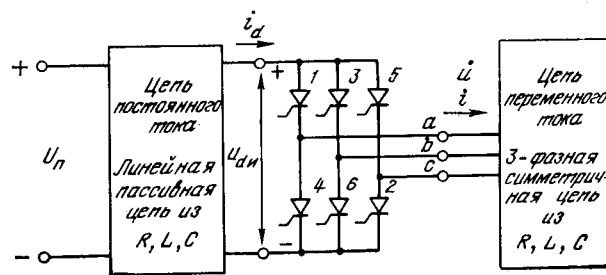 +
Uп
-
Цепь
постоянного
тока
Линейная
пассивная
цепь из
R, L, C
i_d
+
u_dи
-
1
3
5
4
6
2
a
b
c
u̇
i
Цепь
переменного
тока
3-фазная
симметрич-
ная цепь
из
R, L, C